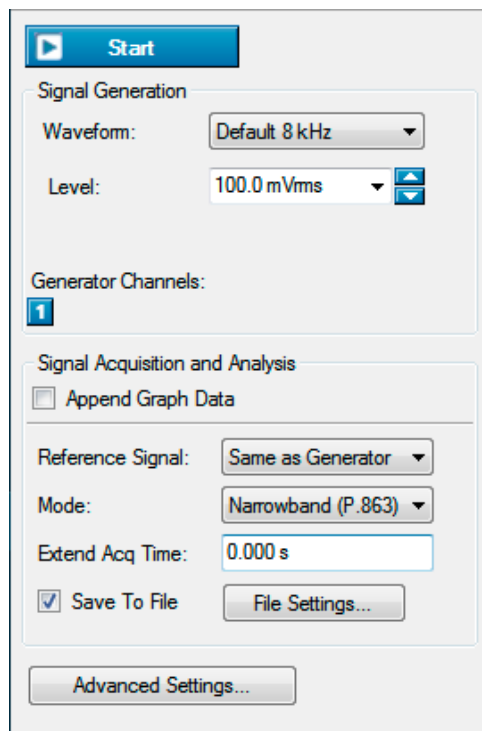 Start
Signal Generation
Waveform: Default 8 kHz
Level: 100.0 mVrms
Generator Channels:
1
Signal Acquisition and Analysis
Append Graph Data
Reference Signal: Same as Generator
Mode: Narrowband (P.863)
Extend Acq Time: 0.000 s
Save To File File Settings...
Advanced Settings...